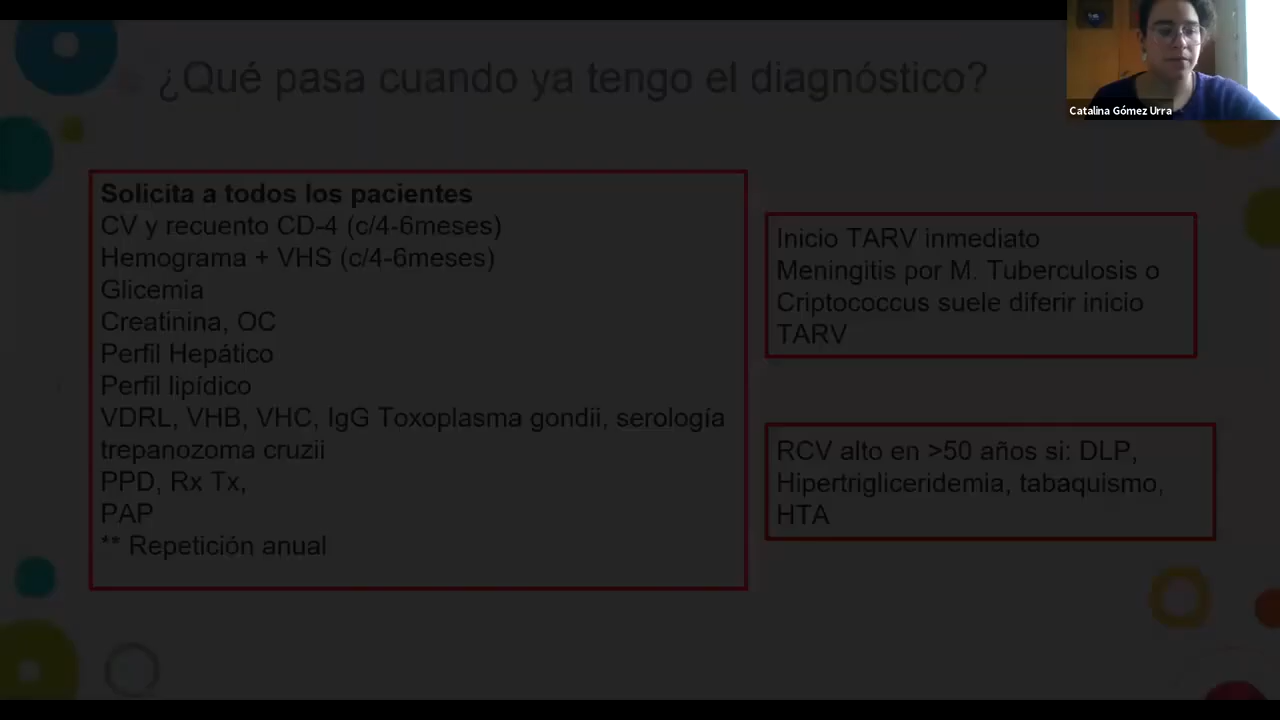 ¿Qué pasa cuando ya tengo el diagnóstico?
Catalina Gómez Urra
Solicita a todos los pacientes
CV y recuento CD-4 (c/4-6meses)
Hemograma + VHS (c/4-6meses)
Glicemia
Creatinina, OC
Perfil Hepático
Perfil lipídico
VDRL, VHB, VHC, IgG Toxoplasma gondii, serología
trepanozoma cruzii
PPD, Rx Tx,
PAP
** Repetición anual
Inicio TARV inmediato
Meningitis por M. Tuberculosis o
Criptococcus suele diferir inicio
TARV
RCV alto en >50 años si: DLP,
Hipertrigliceridemia, tabaquismo,
HTA